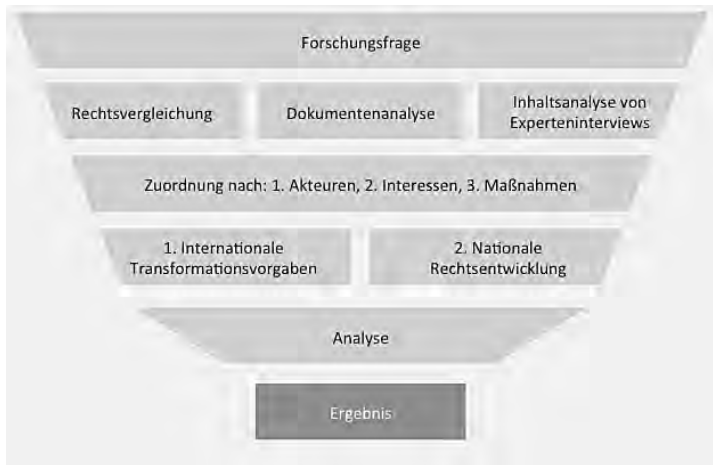 Forschungsfrage
Rechtsvergleichung
Dokumentenanalyse
Inhaltsanalyse von
Experteninterviews
Zuordnung nach: 1. Akteuren, 2. Interessen, 3. Maßnahmen
1. Internationale
Transformationsvorgaben
2. Nationale
Rechtsentwicklung
Analyse
Ergebnis